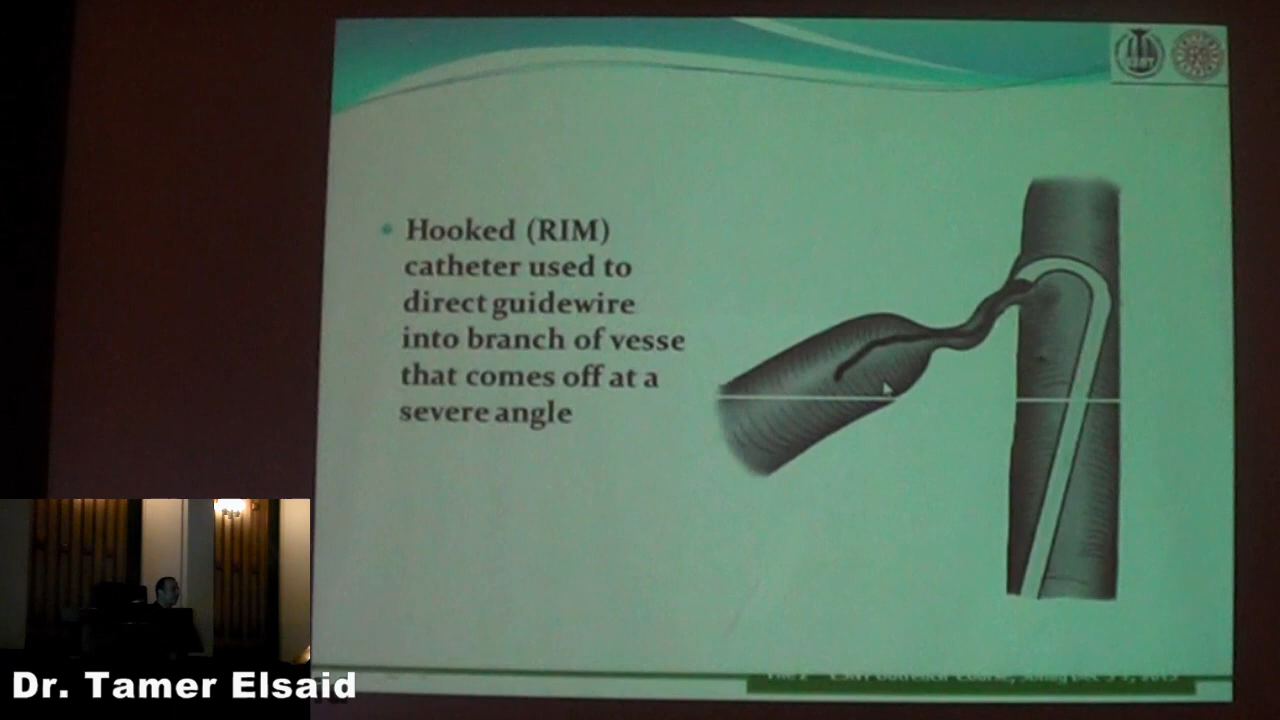 Hooked (RIM)
catheter used to
direct guidewire
into branch of vesse
that comes off at a
severe angle
Dr. Tamer Elsaid